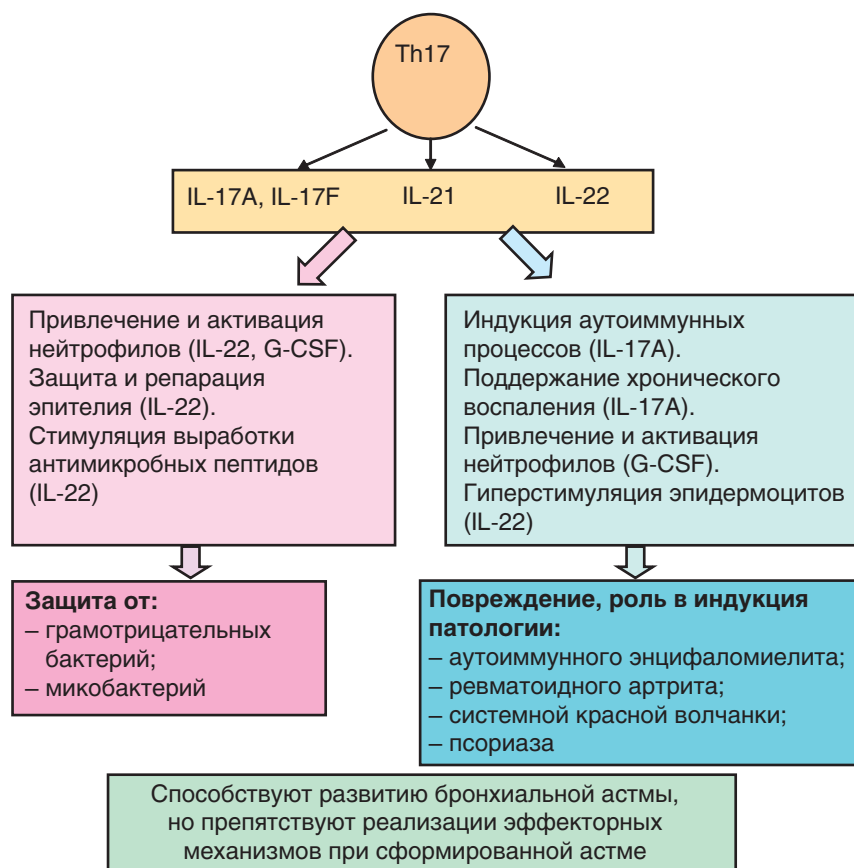 Th17
IL-17A, IL-17F IL-21 IL-22
Привлечение и активация
нейтрофилов (IL-22, G-CSF).
Защита и репарация
эпителия (IL-22).
Стимуляция выработки
антимикробных пептидов
(IL-22)
Индукция аутоиммунных
процессов (IL-17A).
Поддержание хронического
воспаления (IL-17A).
Привлечение и активация
нейтрофилов (G-CSF).
Гиперстимуляция эпидермоцитов
(IL-22)
Защита от:
– грамотрицательных
бактерий;
– микобактерий
Повреждение, роль в индукция
патологии:
– аутоиммунного энцифаломиелита;
– ревматоидного артрита;
– системной красной волчанки;
– псориаза
Способствуют развитию бронхиальной астмы,
но препятствуют реализации эффекторных
механизмов при сформированной астме